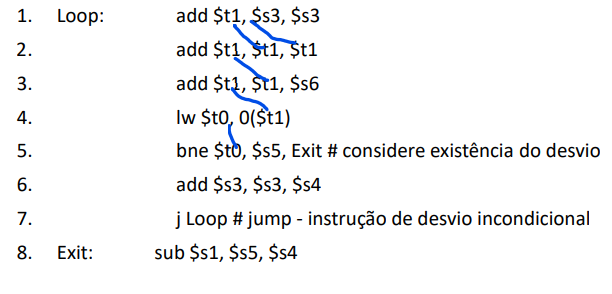 1. Loop: add $t1, $s3, $s3
2. add $t1, $t1, $t1
3. add $t1, $t1, $s6
4. lw $t0, 0($t1)
5. bne $t0, $s5, Exit # considere existência do desvio
6. add $s3, $s3, $s4
7. j Loop # jump - instrução de desvio incondicional
8. Exit: sub $s1, $s5, $s4